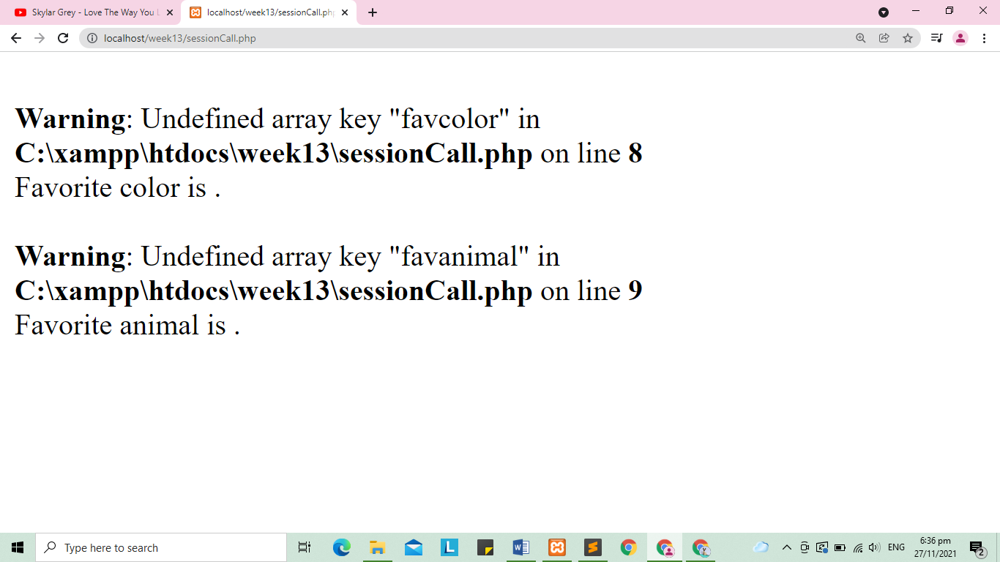 Skylar Grey - Love The Way You L
localhost/week13/sessionCall.php
localhost/week13/sessionCall.php
Warning: Undefined array key "favcolor" in
C:\xampp\htdocs\week13\sessionCall.php on line 8
Favorite color is .
Warning: Undefined array key "favanimal" in
C:\xampp\htdocs\week13\sessionCall.php on line 9
Favorite animal is .
Type here to search
ENG
6:36 pm
27/11/2021
2